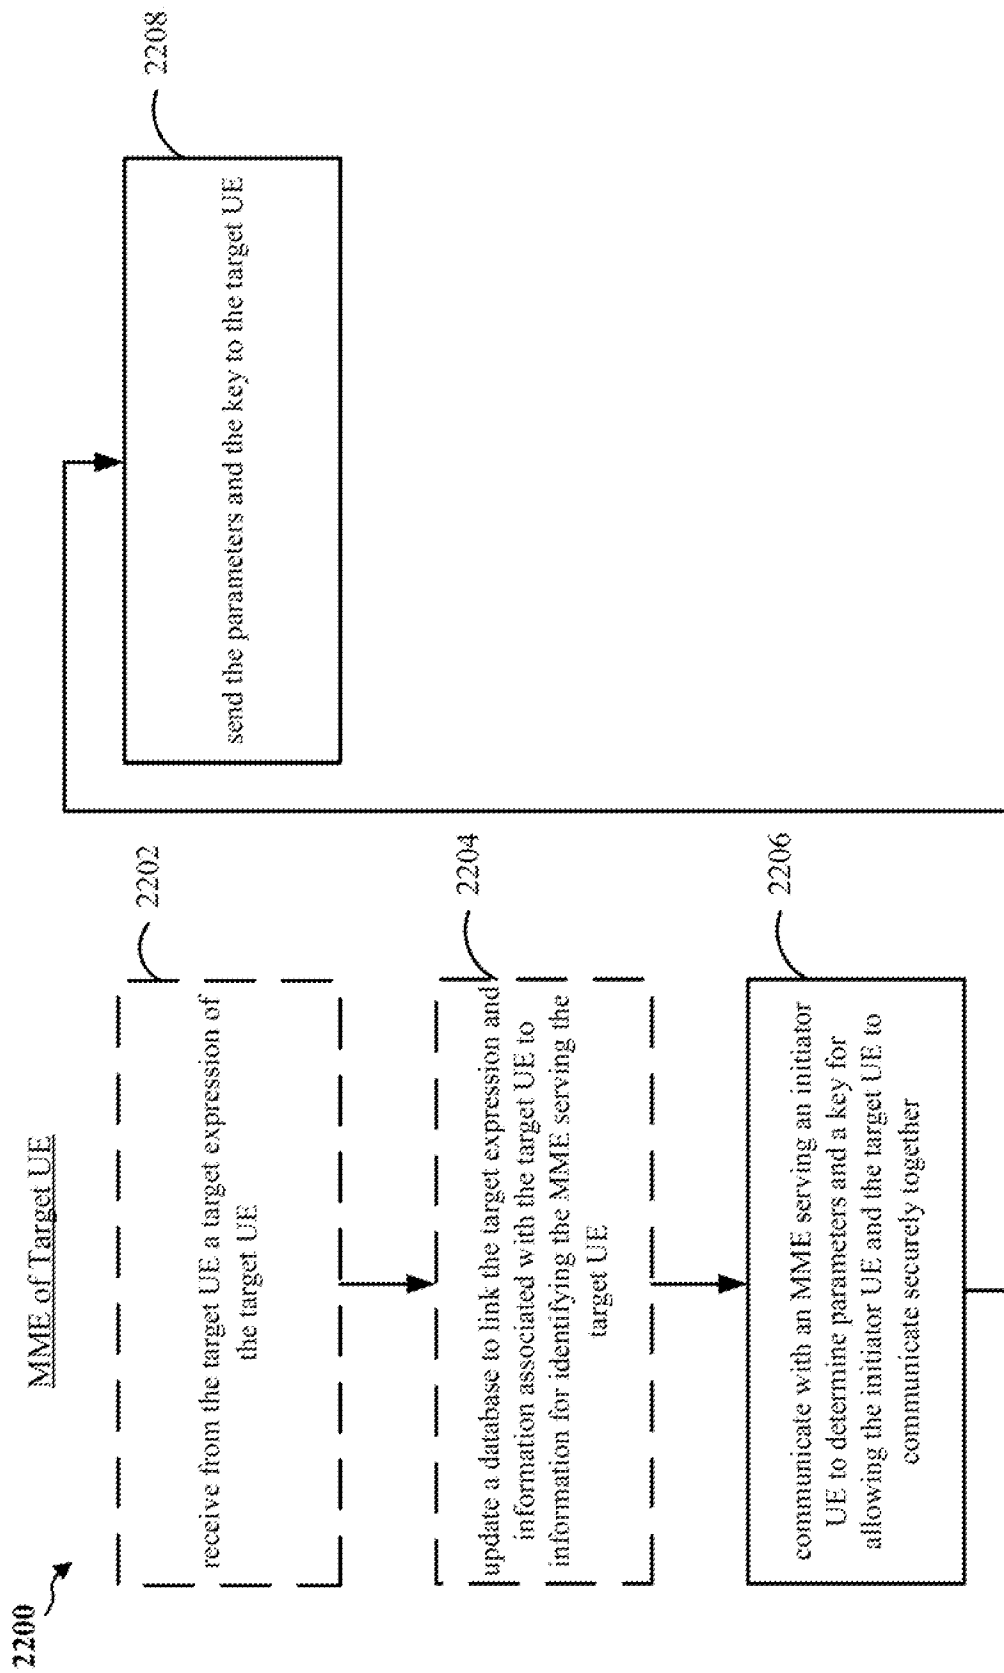 2200
MME of Target UE
2202
receive from the target UE a target expression of
the target UE
2204
update a database to link the target expression and
information associated with the target UE to
information for identifying the MME serving the
target UE
2206
communicate with an MME serving an initiator
UE to determine parameters and a key for
allowing the initiator UE and the target UE to
communicate securely together
2208
send the parameters and the key to the target UE